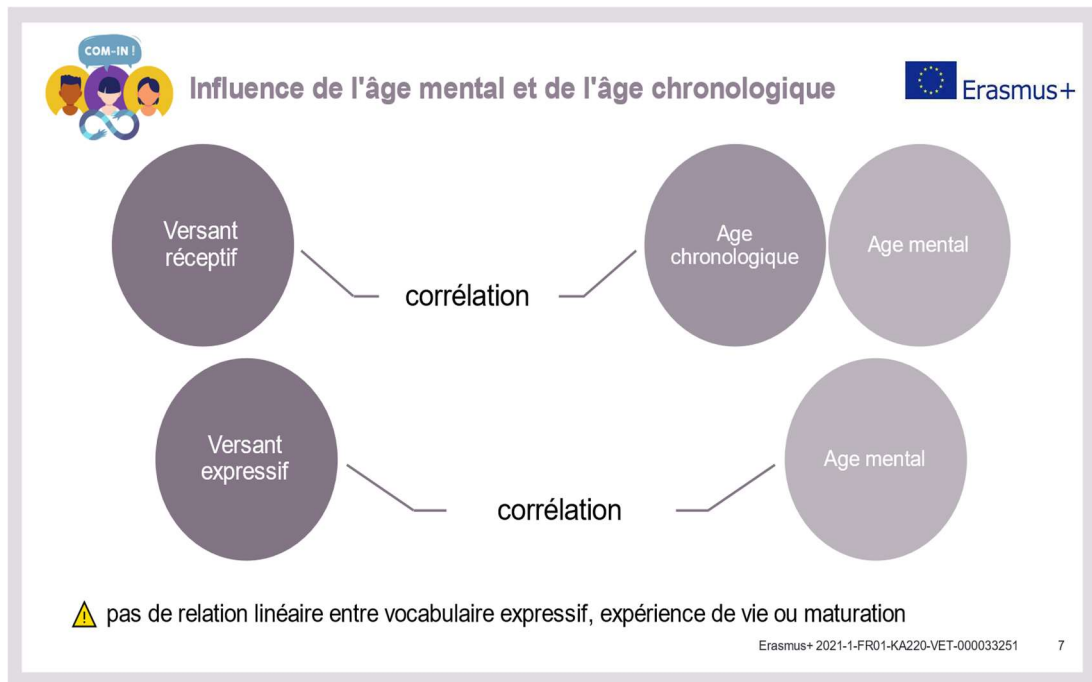 COM-IN !
Influence de l'âge mental et de l'âge chronologique
Erasmus+
Versant
réceptif
corrélation
Age
chronologique
Age mental
Versant
expressif
corrélation
Age mental
pas de relation linéaire entre vocabulaire expressif, expérience de vie ou maturation
Erasmus+ 2021-1-FR01-KA220-VET-000033251 7